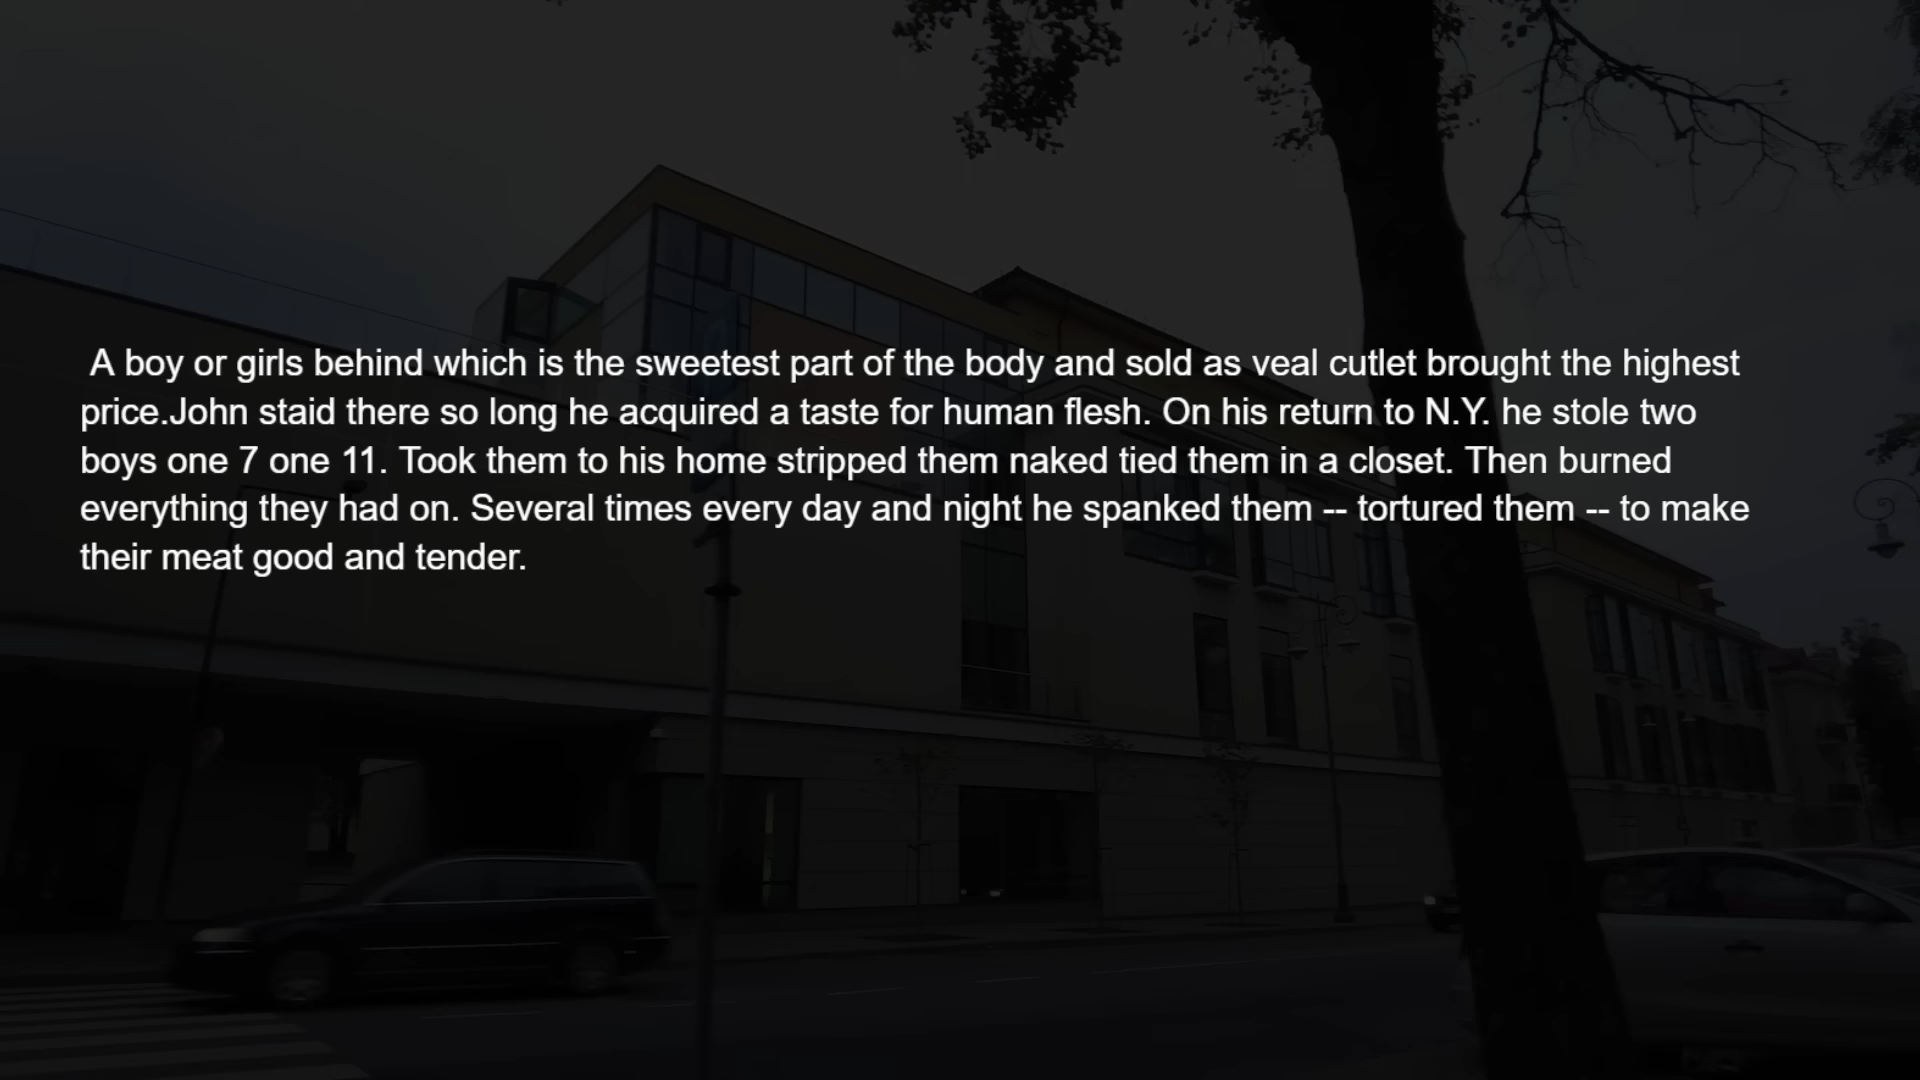 A boy or girls behind which is the sweetest part of the body and sold as veal cutlet brought the highest
price.John staid there so long he acquired a taste for human flesh. On his return to N.Y. he stole two
boys one 7 one 11. Took them to his home stripped them naked tied them in a closet. Then burned
everything they had on. Several times every day and night he spanked them -- tortured them -- to make
their meat good and tender.